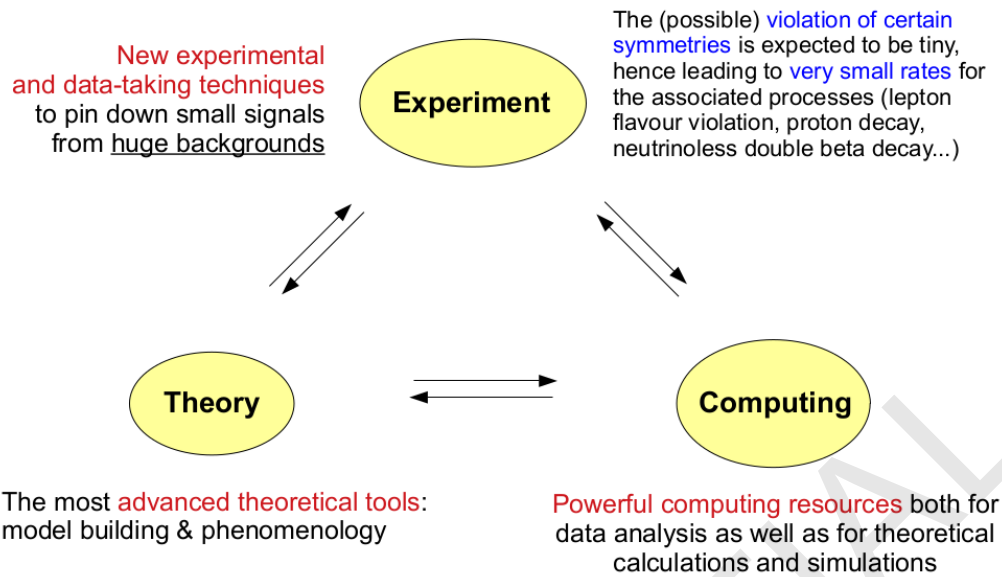 New experimental
and data-taking techniques
to pin down small signals
from huge backgrounds
Experiment
The (possible) violation of certain
symmetries is expected to be tiny,
hence leading to very small rates for
the associated processes (lepton
flavour violation, proton decay,
neutrinoless double beta decay...)
Theory
Computing
The most advanced theoretical tools:
model building & phenomenology
Powerful computing resources both for
data analysis as well as for theoretical
calculations and simulations